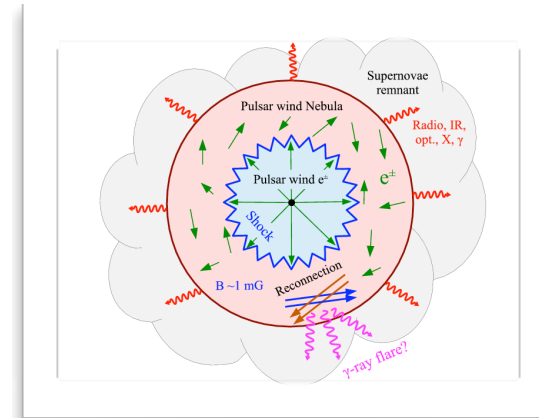 Supernovae
remnant
Pulsar wind Nebula
Radio, IR,
opt., X, γ
Pulsar wind e±
e±
Shock
Reconnection
B ~1 mG
γ-ray flare?